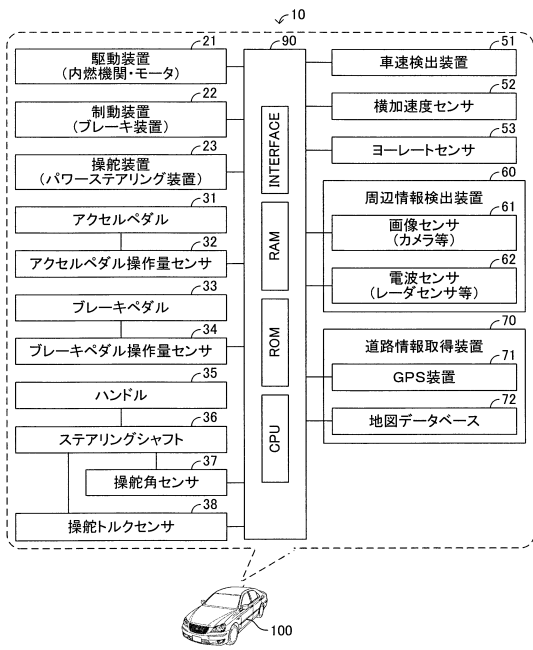 10
21
駆動装置
(内燃機関・モータ)
22
制動装置
(ブレーキ装置)
23
操舵装置
(パワーステアリング装置)
31
アクセルペダル
32
アクセルペダル操作量センサ
33
ブレーキペダル
34
ブレーキペダル操作量センサ
35
ハンドル
36
ステアリングシャフト
37
操舵角センサ
38
操舵トルクセンサ
90
INTERFACE
RAM
ROM
CPU
51
車速検出装置
52
横加速度センサ
53
ヨーレートセンサ
60
周辺情報検出装置
61
画像センサ
(カメラ等)
62
電波センサ
(レーダセンサ等)
70
道路情報取得装置
71
GPS装置
72
地図データベース
100